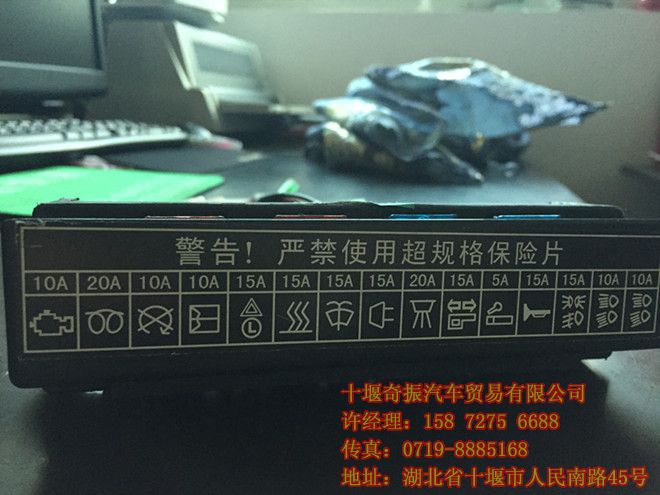 警告！严禁使用超规格保险片
10A 20A 10A 10A 15A 15A 15A 15A 20A 15A 5A 15A 15A 10A 10A
L
十堰奇振汽车贸易有限公司
许经理：158 7275 6688
传真：0719-8885168
地址：湖北省十堰市人民南路45号